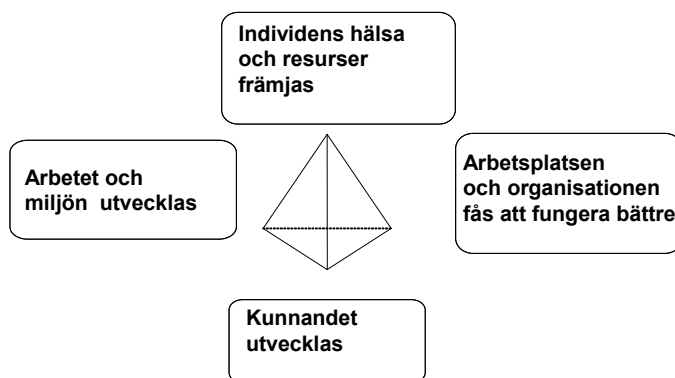 Individens hälsa
och resurser
främjas
Arbetet och
miljön utvecklas
Arbetsplatsen
och organisationen
fås att fungera bättre
Kunnandet
utvecklas